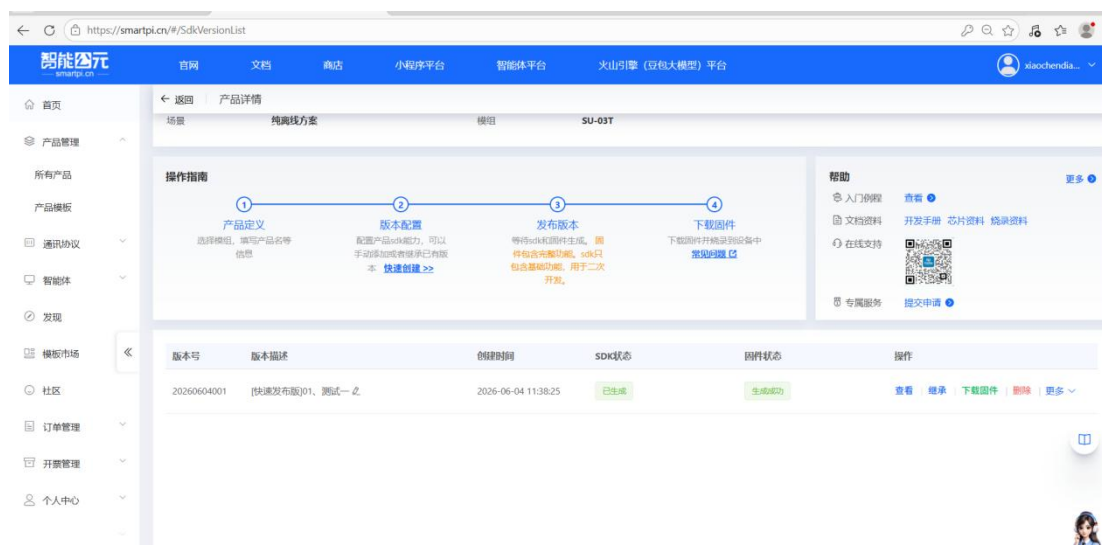 https://smartpi.cn/#/SdkVersionList
智能公元
smartpi.cn
官网
文档
商店
小程序平台
智能体平台
火山引擎（豆包大模型）平台
xiaochendia...
首页
产品管理
所有产品
产品模板
通讯协议
智能体
发现
模板市场
社区
订单管理
开票管理
个人中心
返回
产品详情
场景
纯离线方案
模组
SU-03T
操作指南
1
产品定义
选择模组，填写产品名等
信息
2
版本配置
配置产品sdk能力，可以
手动添加或者继承已有版
本 快速创建 >>
3
发布版本
等待sdk和固件生成。固
件包含完整功能。sdk只
包含基础功能，用于二次
开发。
4
下载固件
下载固件并烧录到设备中
常见问题
帮助
更多
入门例程
查看
文档资料
开发手册 芯片资料 烧录资料
在线支持
专属服务
提交申请
版本号 版本描述 创建时间 SDK状态 固件状态 操作
20260604001 [快速发布版]01、测试一 2026-06-04 11:38:25 已生成 生成成功 查看 继承 下载固件 删除 更多